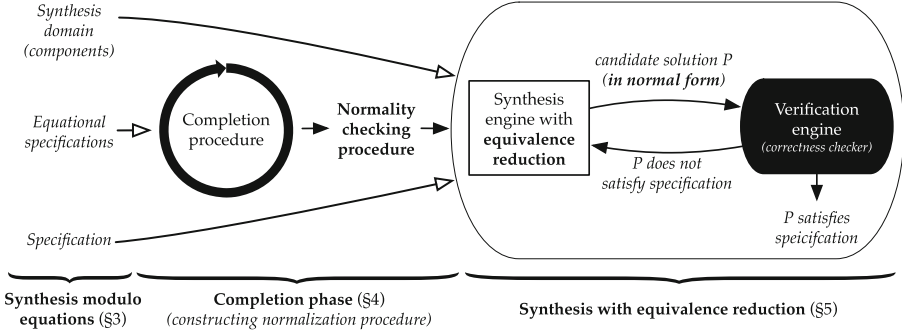 Synthesis
domain
(components)
Equational
specifications
Specification
Completion
procedure
Normality
checking
procedure
Synthesis
engine with
equivalence
reduction
candidate solution P
(in normal form)
P does not
satisfy specification
Verification
engine
(correctness checker)
P satisfies
speicifcation
Synthesis modulo
equations (§3)
Completion phase (§4)
(constructing normalization procedure)
Synthesis with equivalence reduction (§5)